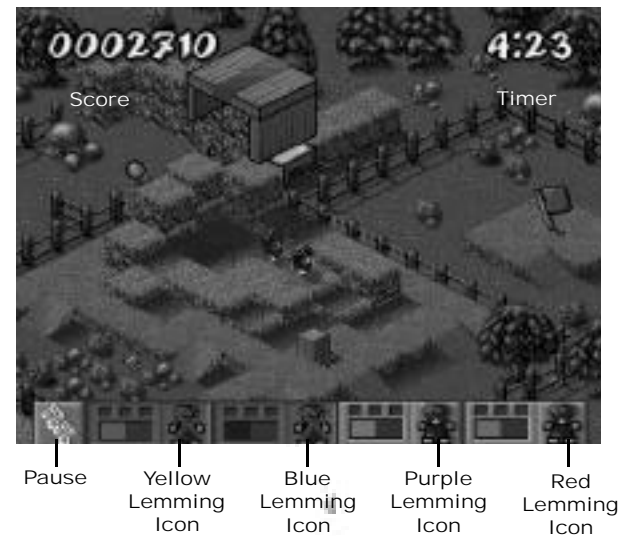 0002710
4:23
Score
Timer
Pause
Yellow
Lemming
Icon
Blue
Lemming
Icon
Purple
Lemming
Icon
Red
Lemming
Icon